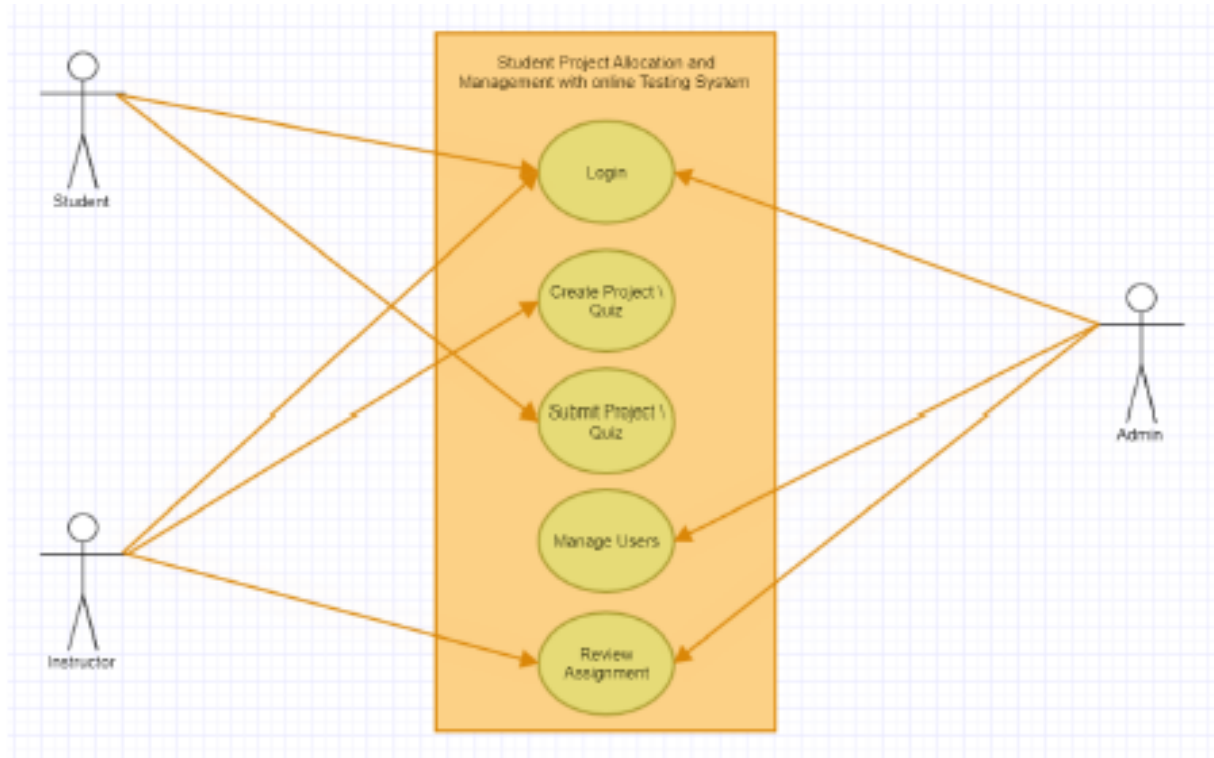 Student Project Allocation and
Management with online Testing System
Student
Login
Create Project \
Quiz
Submit Project \
Quiz
Admin
Manage Users
Instructor
Review
Assignment